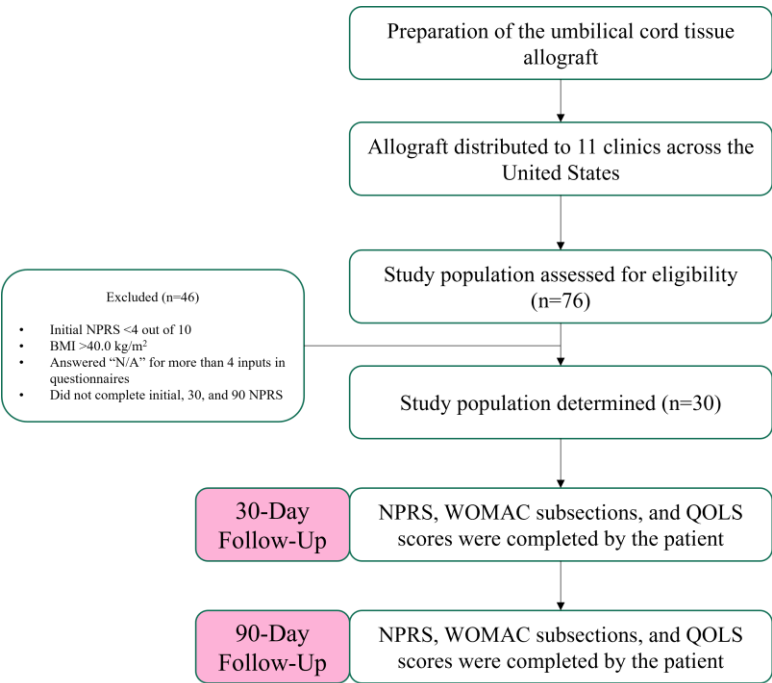 Preparation of the umbilical cord tissue
allograft
Allograft distributed to 11 clinics across the
United States
Study population assessed for eligibility
(n=76)
Excluded (n=46)
• Initial NPRS <4 out of 10
• BMI >40.0 kg/m²
• Answered “N/A” for more than 4 inputs in
questionnaires
• Did not complete initial, 30, and 90 NPRS
Study population determined (n=30)
30-Day
Follow-Up
NPRS, WOMAC subsections, and QOLS
scores were completed by the patient
90-Day
Follow-Up
NPRS, WOMAC subsections, and QOLS
scores were completed by the patient